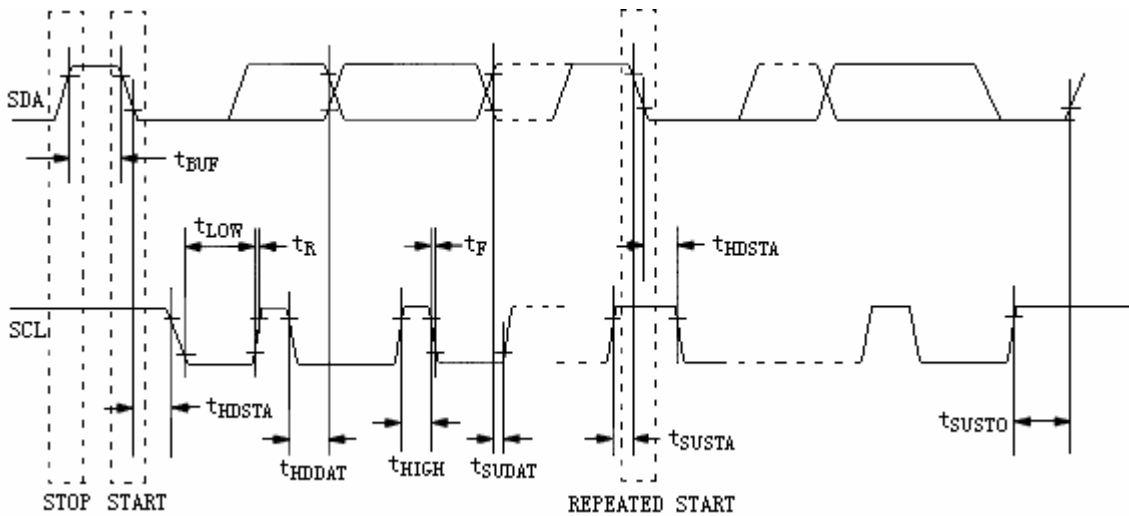 SDA
tBUF
tLOW
tR
tF
tHDSTA
SCL
tHDSTA
tHDDAT
tHIGH
tSUDAT
tSUSTA
tSUSTO
STOP START
REPEATED START